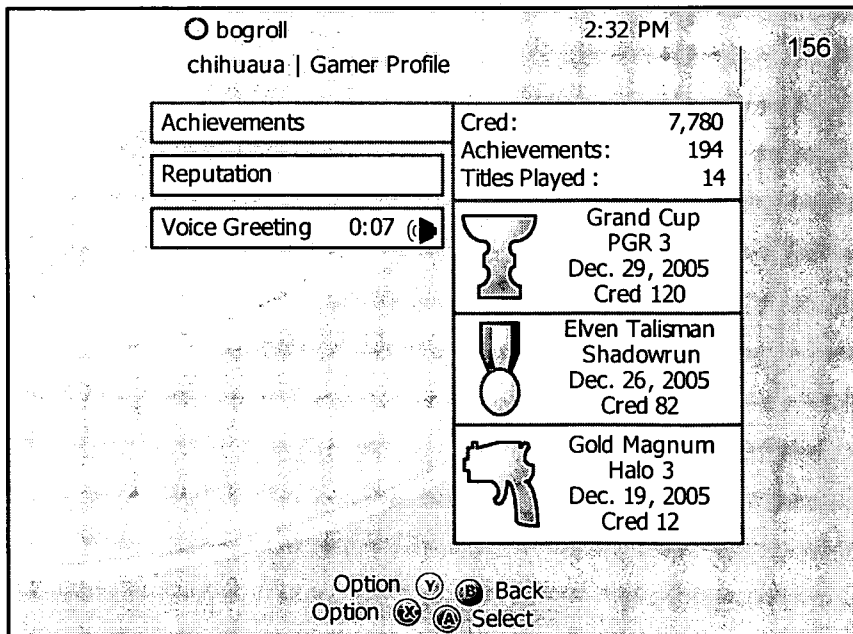 bogroll 2:32 PM
156
chihuaua | Gamer Profile
Achievements
Reputation
Voice Greeting 0:07
Cred: 7,780
Achievements: 194
Titles Played : 14
Grand Cup
PGR 3
Dec. 29, 2005
Cred 120
Elven Talisman
Shadowrun
Dec. 26, 2005
Cred 82
Gold Magnum
Halo 3
Dec. 19, 2005
Cred 12
Option Y B Back
Option X A Select